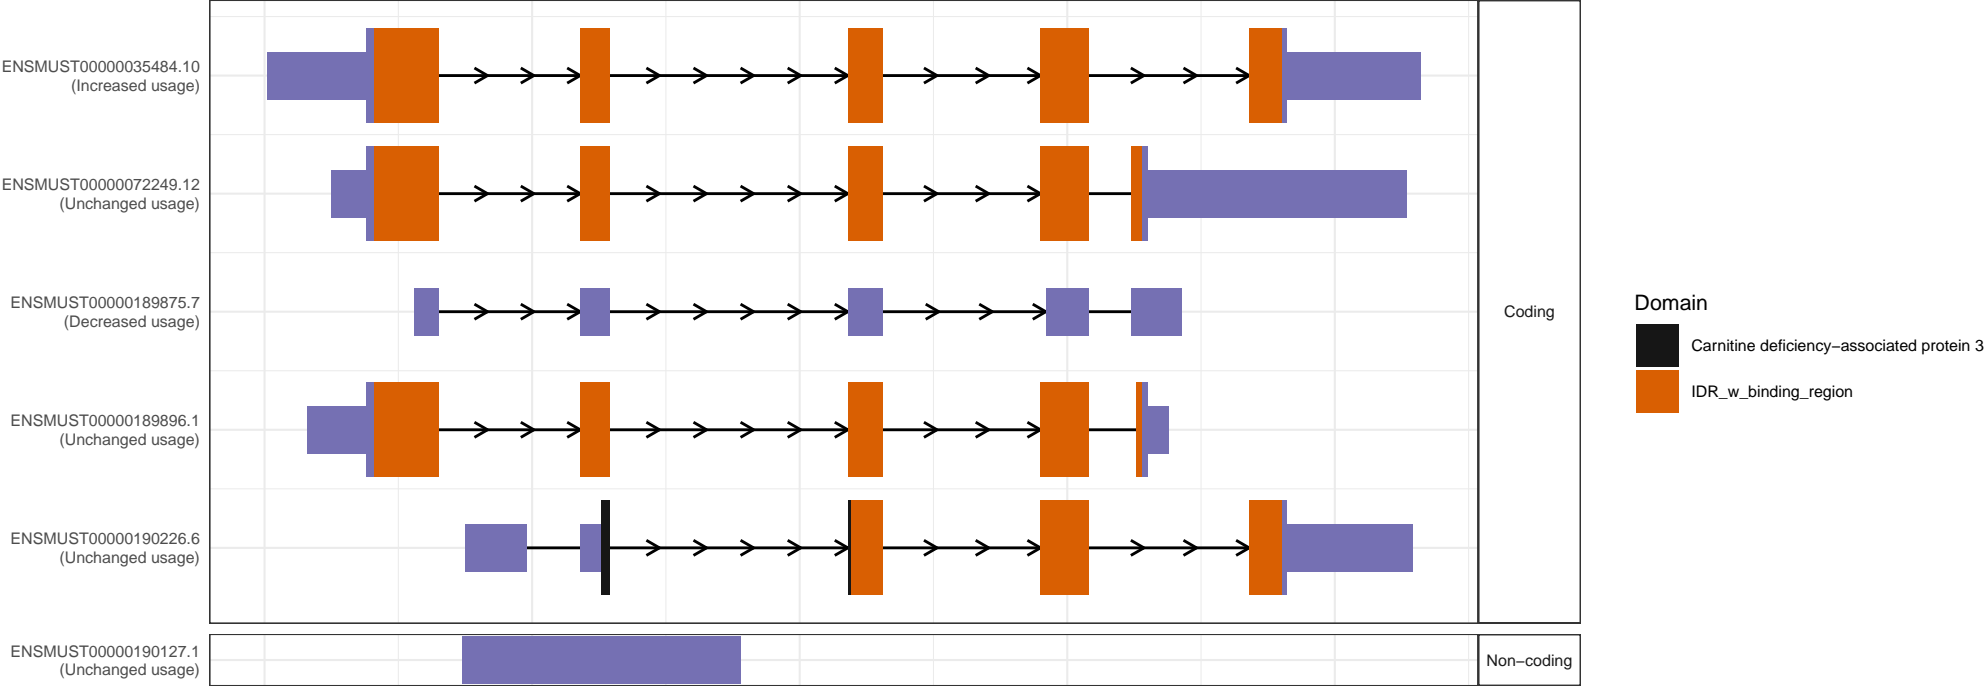 ENSMUST00000035484.10
(Increased usage)
ENSMUST00000072249.12
(Unchanged usage)
ENSMUST00000189875.7
(Decreased usage)
ENSMUST00000189896.1
(Unchanged usage)
ENSMUST00000190226.6
(Unchanged usage)
ENSMUST00000190127.1
(Unchanged usage)
Coding
Non−coding
Domain
Carnitine deficiency−associated protein 3
IDR_w_binding_region